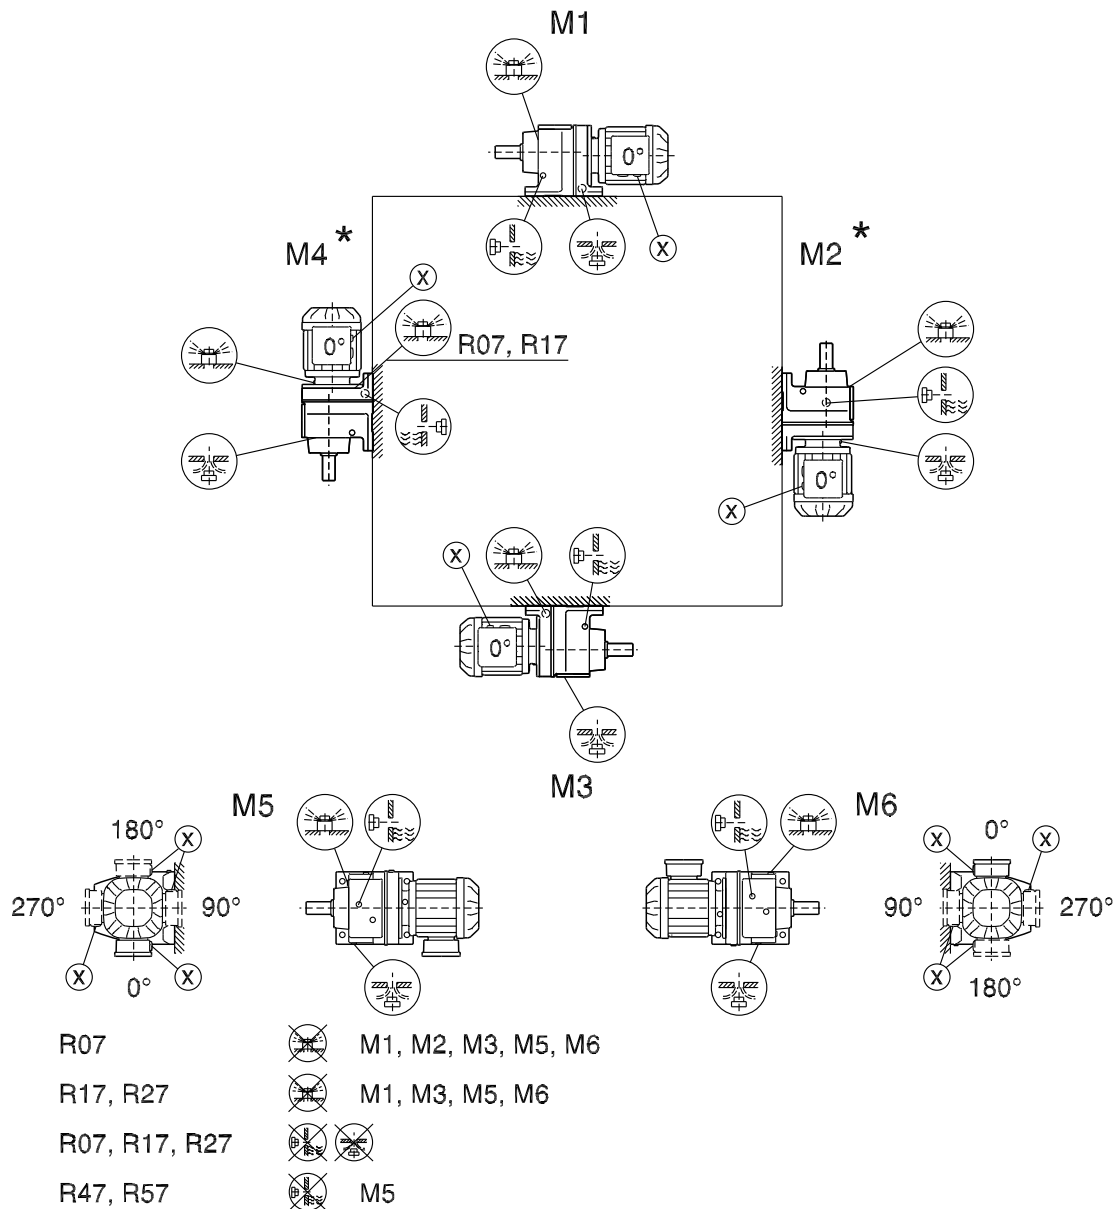 M1
0°
X
M4 *
M2 *
X
0°
R07, R17
0°
X
X
0°
M3
M5
M6
180°
X
270°
90°
X
0°
X
X
0°
X
90°
270°
X
180°
R07 M1, M2, M3, M5, M6
R17, R27 M1, M3, M5, M6
R07, R17, R27
R47, R57 M5